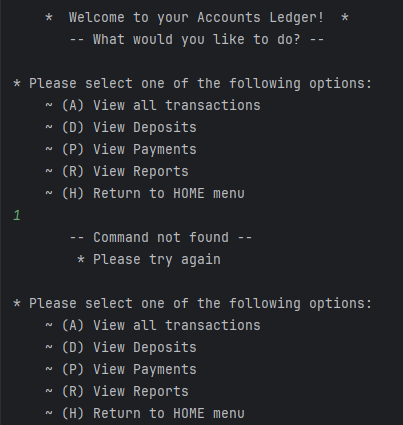 * Welcome to your Accounts Ledger! *
-- What would you like to do? --
* Please select one of the following options:
~ (A) View all transactions
~ (D) View Deposits
~ (P) View Payments
~ (R) View Reports
~ (H) Return to HOME menu
1
-- Command not found --
* Please try again
* Please select one of the following options:
~ (A) View all transactions
~ (D) View Deposits
~ (P) View Payments
~ (R) View Reports
~ (H) Return to HOME menu